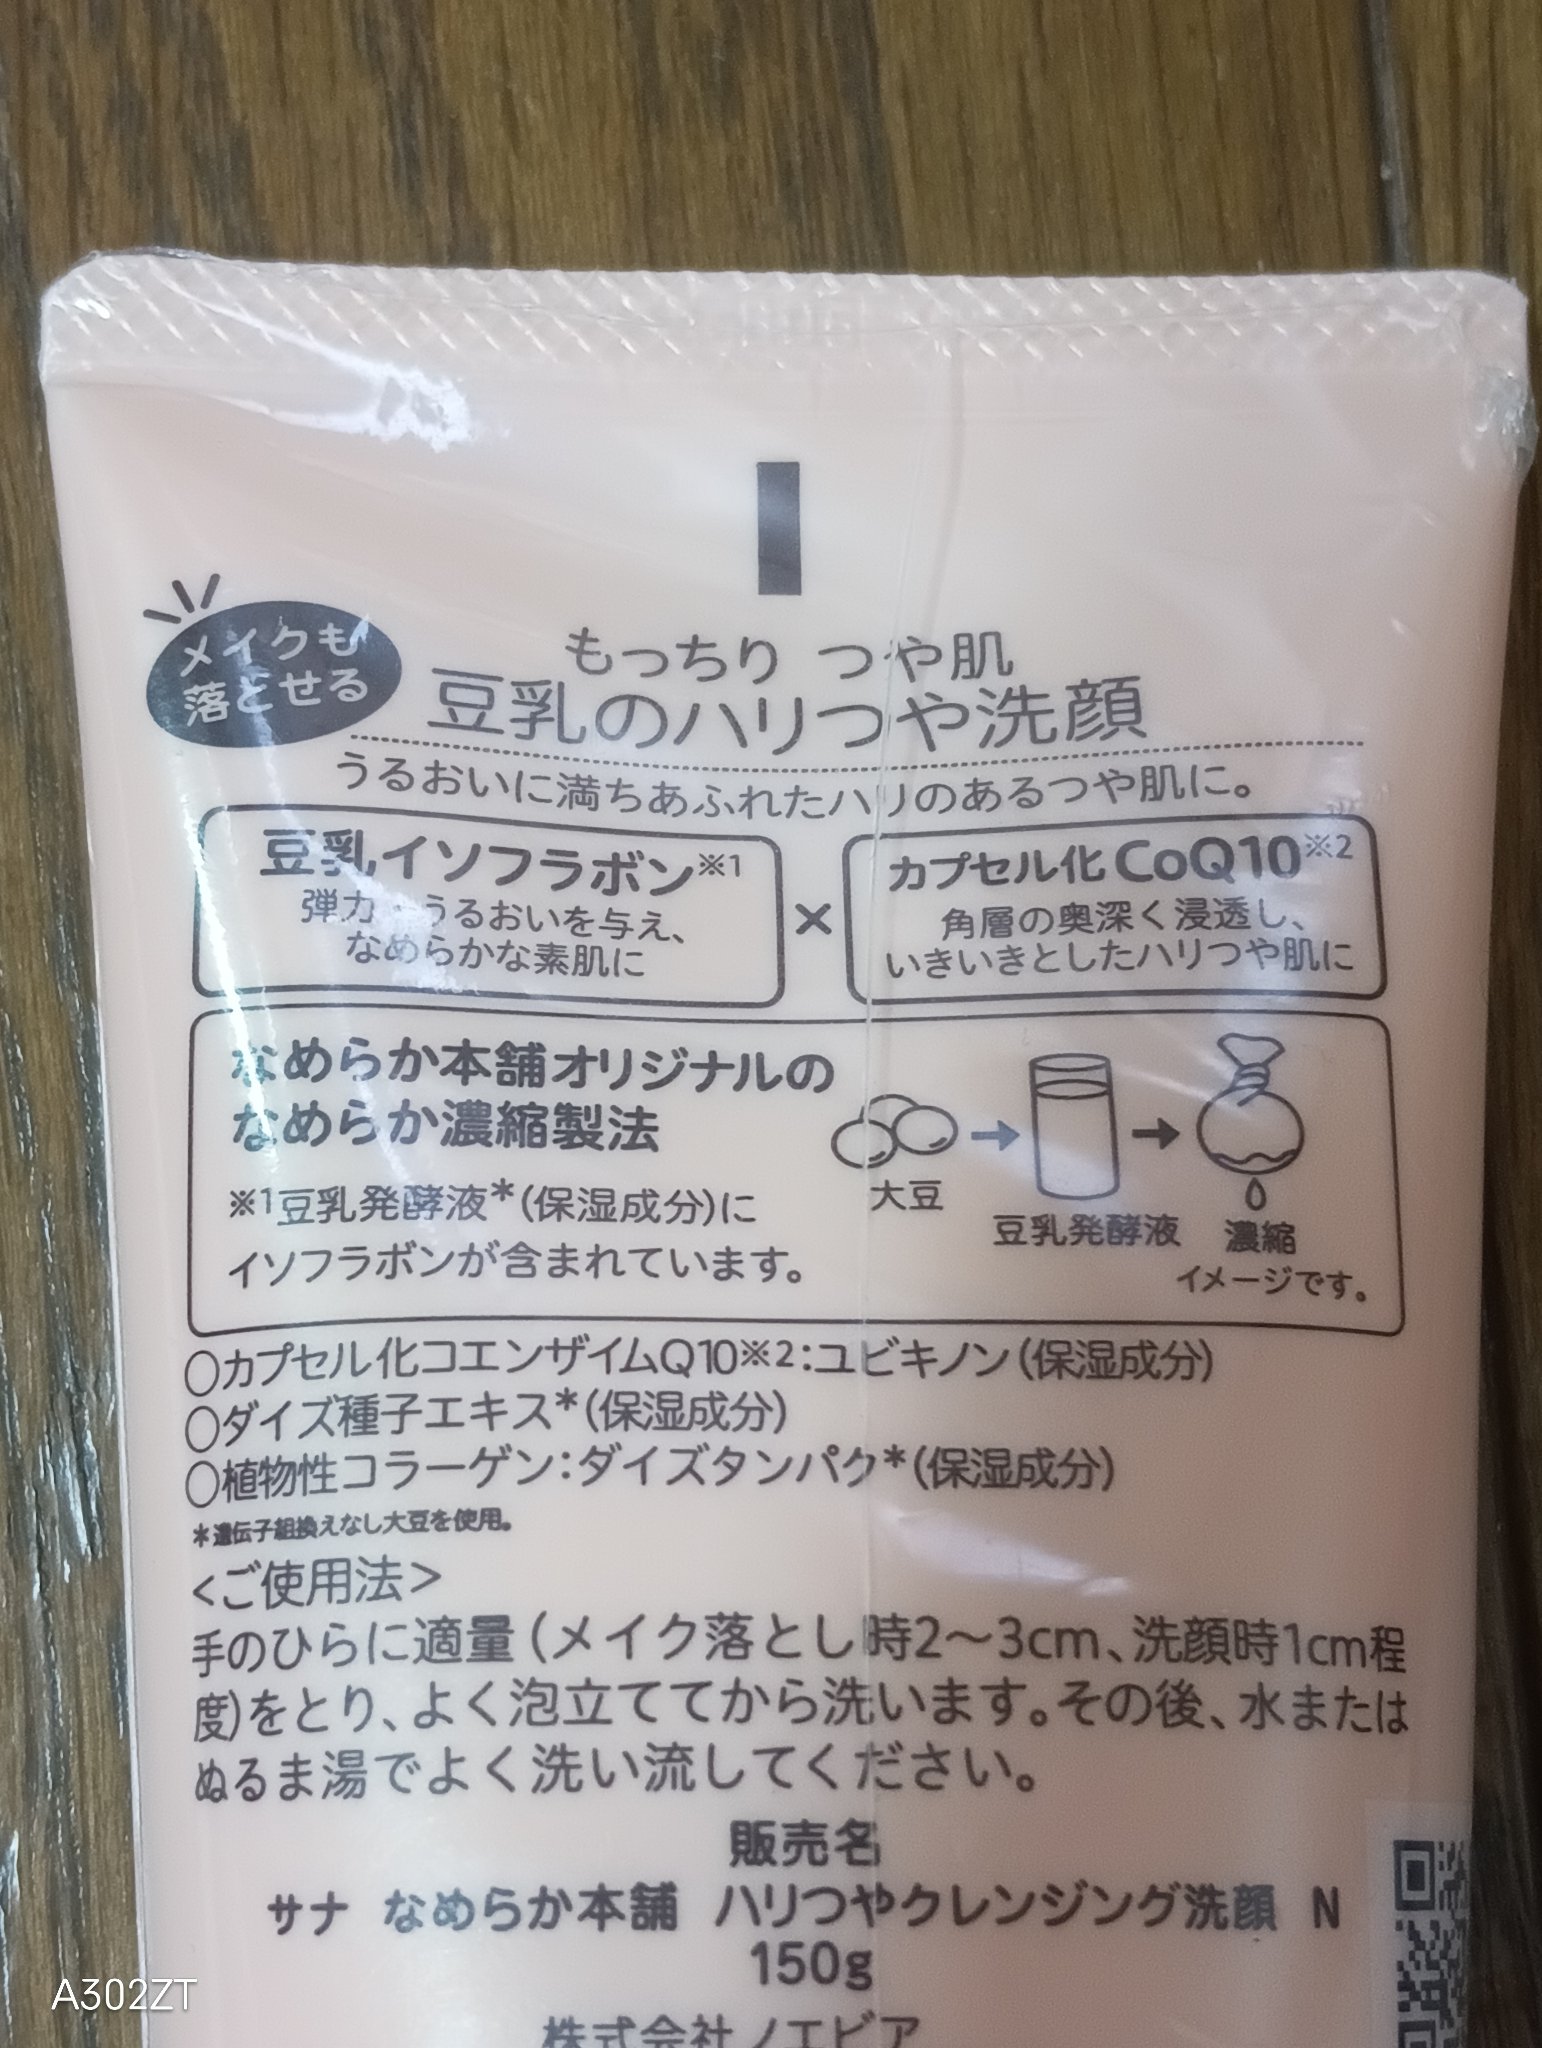 メイクも
落とせる
もっちり つや肌
豆乳のハリつや洗顔
うるおいに満ちあふれたハリのあるつや肌に。
豆乳イソフラボン※1
弾力・うるおいを与え、
なめらかな素肌に
×
カプセル化CoQ10※2
角層の奥深く浸透し、
いきいきとしたハリつや肌に
なめらか本舗オリジナルの
なめらか濃縮製法
※1豆乳発酵液*(保湿成分)に
イソフラボンが含まれています。
大豆
豆乳発酵液
濃縮
イメージです。
○カプセル化コエンザイムQ10※2:ユビキノン(保湿成分)
○ダイズ種子エキス*(保湿成分)
○植物性コラーゲン:ダイズタンパク*(保湿成分)
*遺伝子組換えなし大豆を使用。
<ご使用法>
手のひらに適量(メイク落とし時2〜3cm、洗顔時1cm程
度)をとり、よく泡立ててから洗います。その後、水または
ぬるま湯でよく洗い流してください。
販売名
サナ なめらか本舗 ハリつやクレンジング洗顔 N
150g
株式会社ノエビア
A302ZT